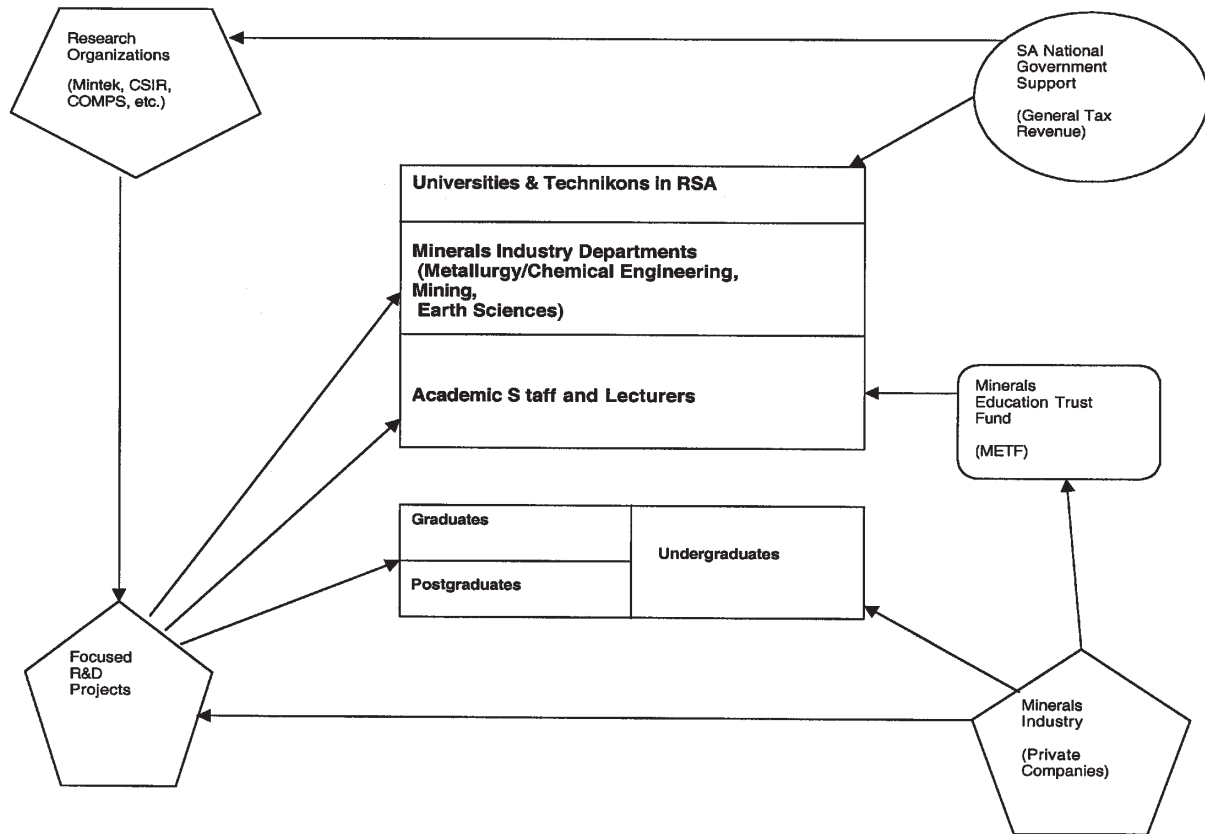 Research
Organizations
(Mintek, CSIR,
COMPS, etc.)
SA National
Government
Support
(General Tax
Revenue)
Universities & Technikons in RSA
Minerals Industry Departments
(Metallurgy/Chemical Engineering,
Mining,
Earth Sciences)
Academic S taff and Lecturers
Minerals
Education Trust
Fund
(METF)
Graduates
Undergraduates
Postgraduates
Focused
R&D
Projects
Minerals
Industry
(Private
Companies)